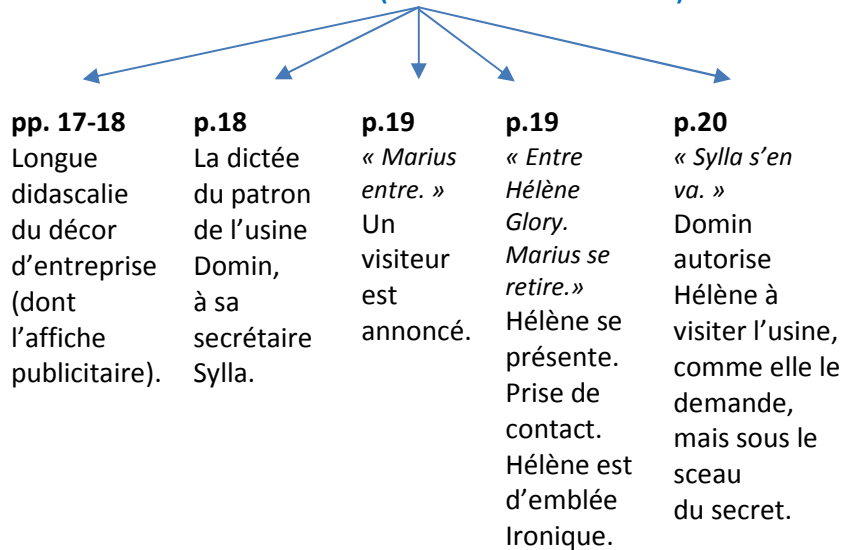 pp. 17-18
Longue
didascalie
du décor
d’entreprise
(dont
l’affiche
publicitaire).
p.18
La dictée
du patron
de l’usine
Domin,
à sa
secrétaire
Sylla.
p.19
« Marius
entre. »
Un
visiteur
est
annoncé.
p.19
« Entre
Hélène
Glory.
Marius se
retire.»
Hélène se
présente.
Prise de
contact.
Hélène est
d’emblée
Ironique.
p.20
« Sylla s’en
va. »
Domin
autorise
Hélène à
visiter l’usine,
comme elle le
demande,
mais sous le
sceau
du secret.